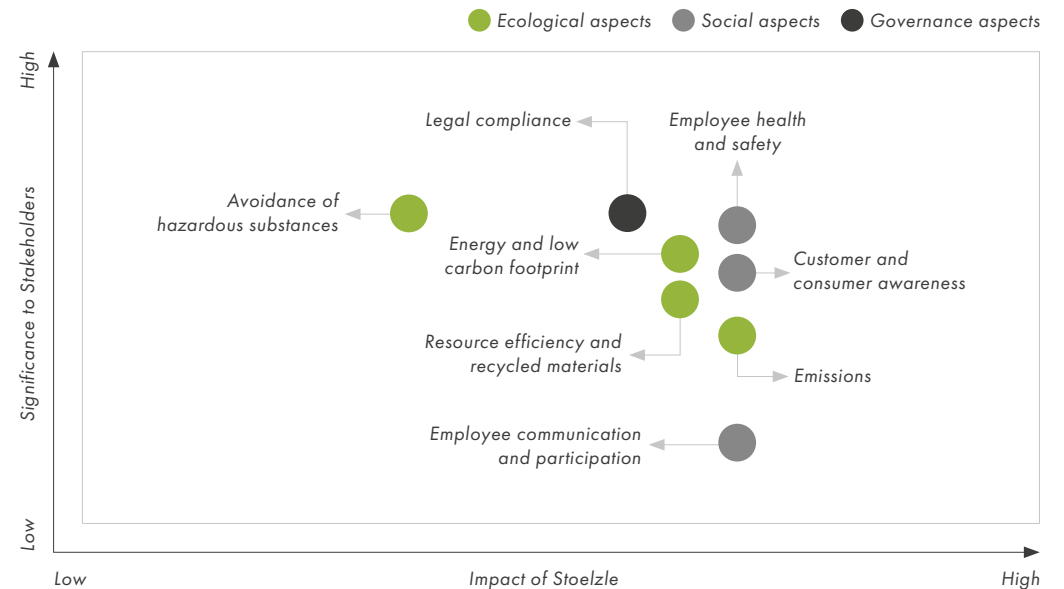 Ecological aspects
Social aspects
Governance aspects
High
Significance to Stakeholders
Low
Legal compliance
Employee health
and safety
Avoidance of
hazardous substances
Energy and low
carbon footprint
Customer and
consumer awareness
Resource efficiency and
recycled materials
Emissions
Employee communication
and participation
Low
Impact of Stoelzle
High